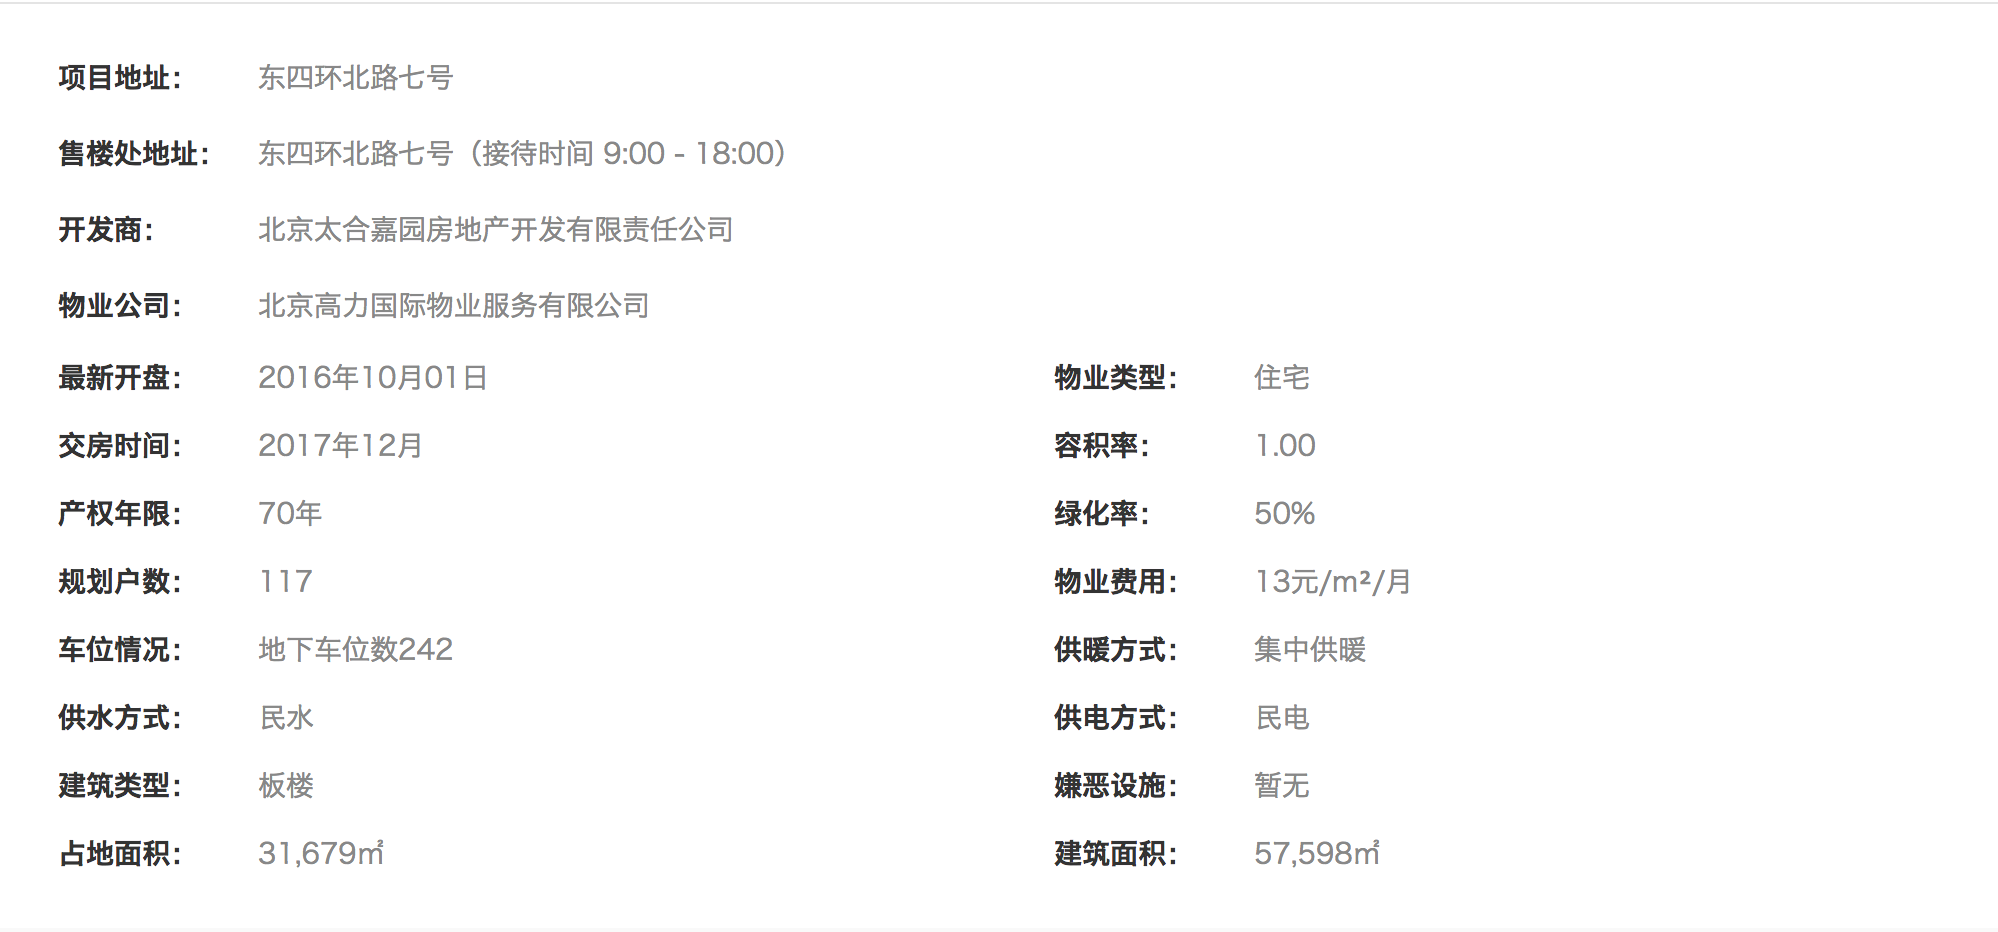 项目地址： 东四环北路七号
售楼处地址： 东四环北路七号（接待时间 9:00 - 18:00）
开发商： 北京太合嘉园房地产开发有限责任公司
物业公司： 北京高力国际物业服务有限公司
最新开盘： 2016年10月01日 物业类型： 住宅
交房时间： 2017年12月 容积率： 1.00
产权年限： 70年 绿化率： 50%
规划户数： 117 物业费用： 13元/m²/月
车位情况： 地下车位数242 供暖方式： 集中供暖
供水方式： 民水 供电方式： 民电
建筑类型： 板楼 嫌恶设施： 暂无
占地面积： 31,679㎡ 建筑面积： 57,598㎡